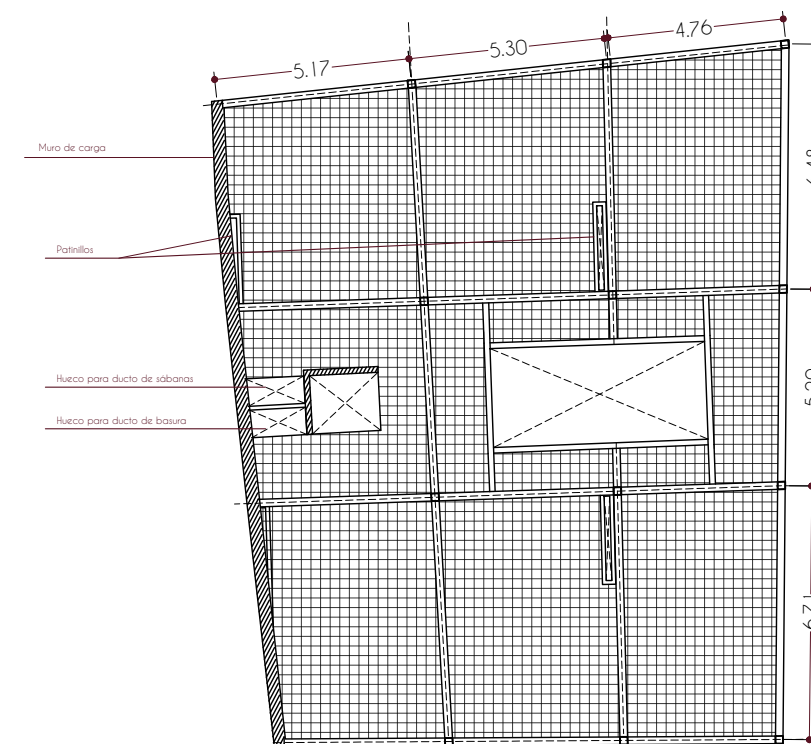 4.76
5.30
5.17
Muro de carga
Patinillos
Hueco para ducto de sábanas
Hueco para ducto de basura